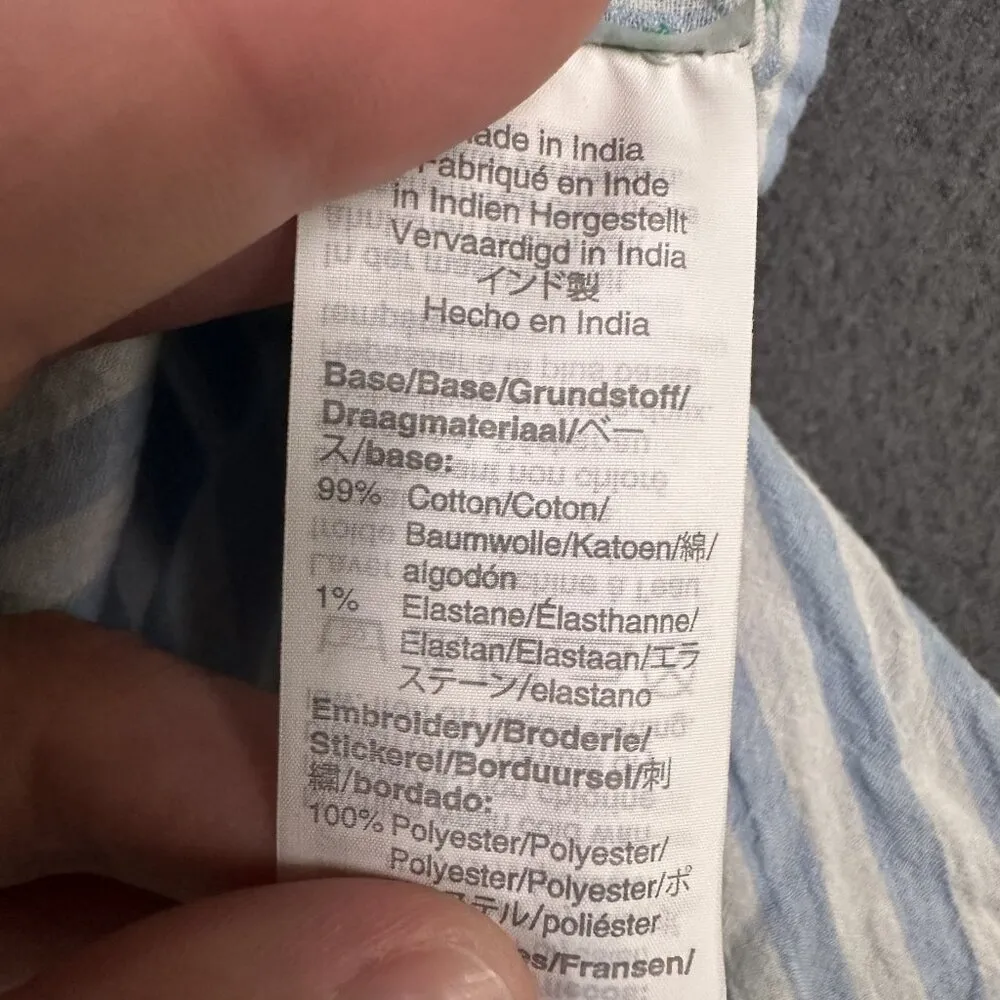 ade in India
Fabriqué en Inde
in Indien Hergestellt
Vervaardigd in India
インド製
Hecho en India
Base/Base/Grundstoff/
Draagmateriaal/ベー
ス/base:
99% Cotton/Coton/
Baumwolle/Katoen/綿/
algodón
1% Elastane/Élasthanne/
Elastan/Elastaan/エラ
ステーン/elastano
Embroidery/Broderie/
Stickerei/Borduursel/刺
繍/bordado:
100% Polyester/Polyester/
Polyester/Polyester/ポ
ステル/poliéster
es/Fransen/